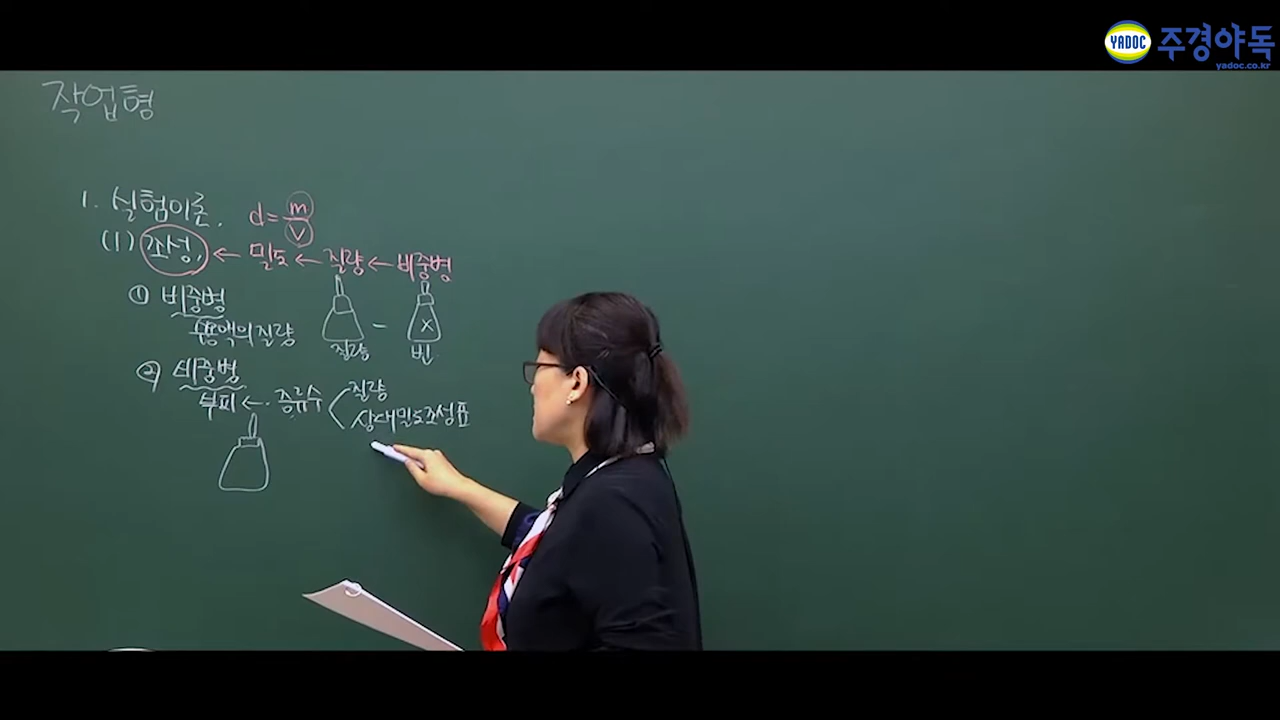 YADOC 주경야독
yadoc.co.kr
작업형
1. 실험이론.
d = m/V
(1) 조성. ← 밀도 ← 질량 ← 비중병
① 비중병
용액의 질량
질량 - X 빈
② 비중병
부피 ← 증류수 < 질량
상대밀도조성표